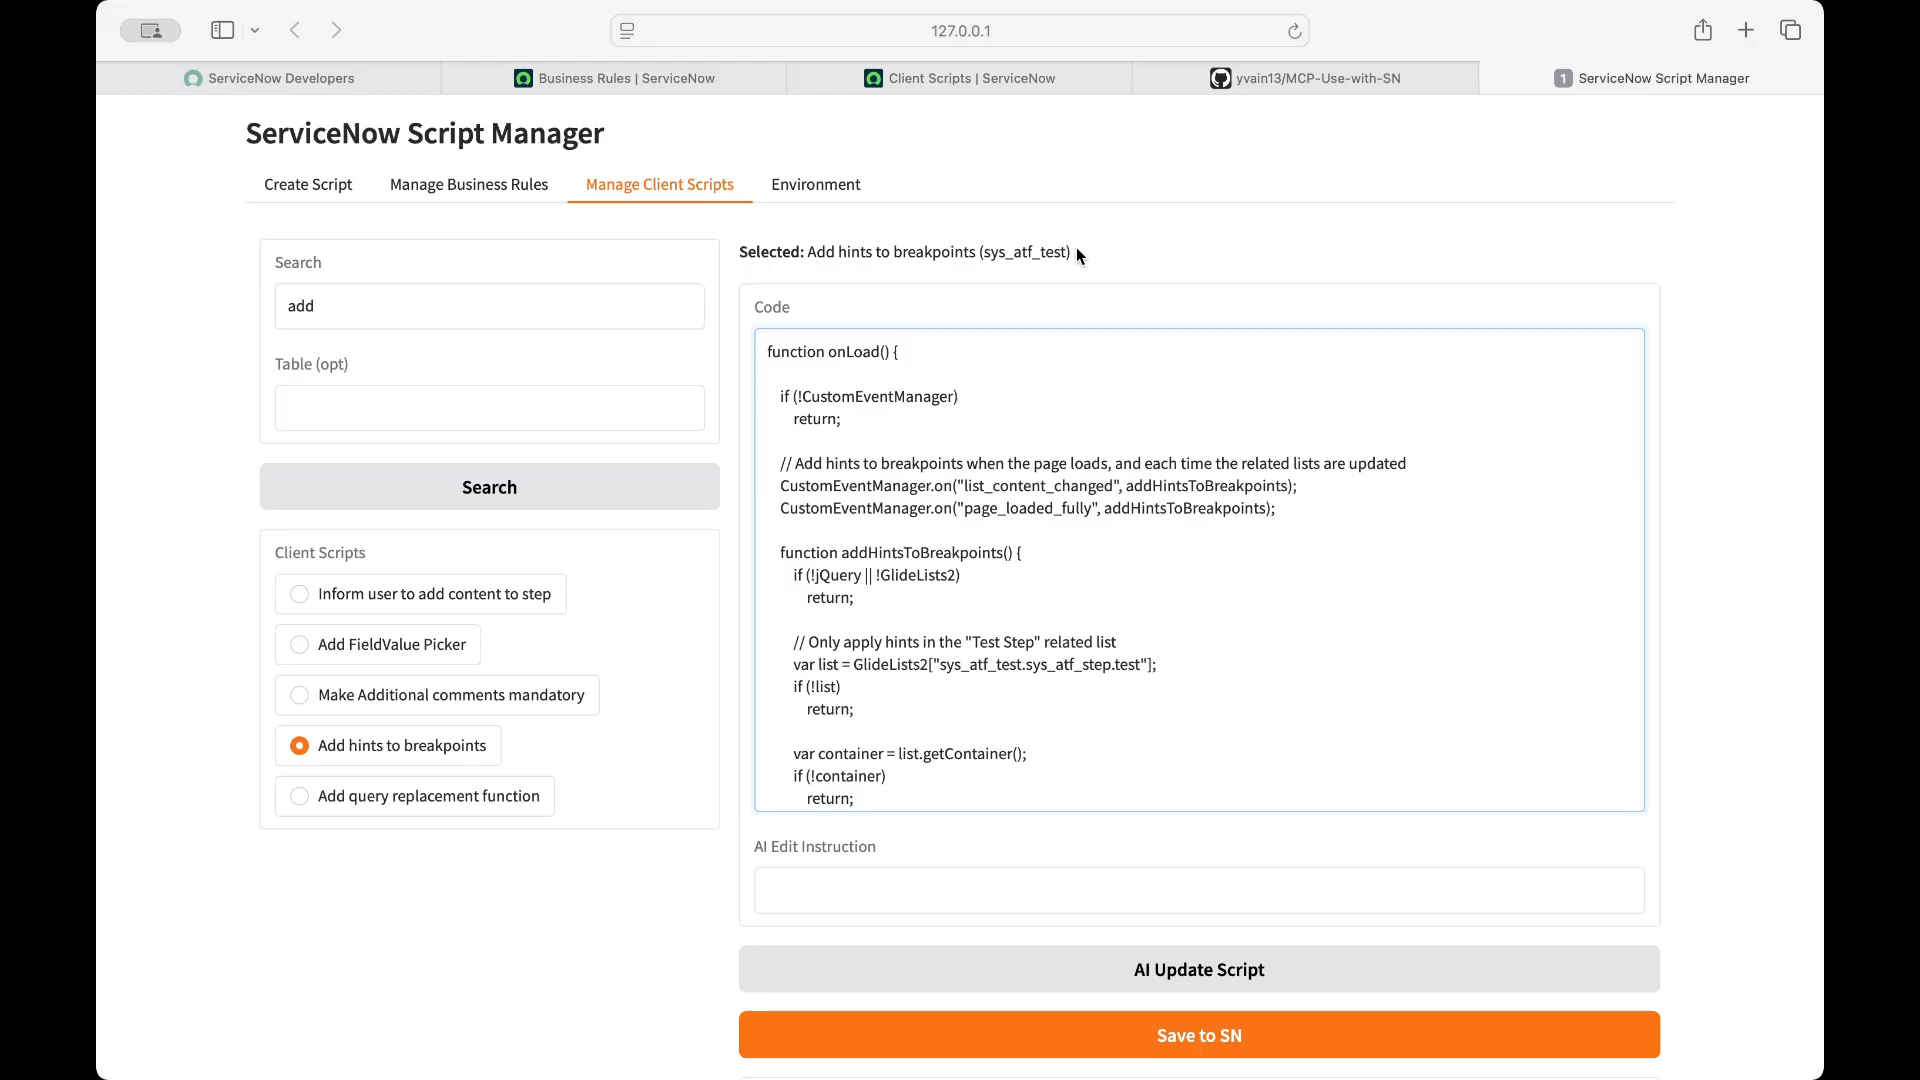 127.0.0.1
ServiceNow Developers
Business Rules | ServiceNow
Client Scripts | ServiceNow
yvain13/MCP-Use-with-SN
1 ServiceNow Script Manager
ServiceNow Script Manager
Create Script
Manage Business Rules
Manage Client Scripts
Environment
Search
add
Table (opt)
Search
Client Scripts
Inform user to add content to step
Add FieldValue Picker
Make Additional comments mandatory
Add hints to breakpoints
Add query replacement function
Selected: Add hints to breakpoints (sys_atf_test)
Code
function onLoad() {
if (!CustomEventManager)
return;
// Add hints to breakpoints when the page loads, and each time the related lists are updated
CustomEventManager.on("list_content_changed", addHintsToBreakpoints);
CustomEventManager.on("page_loaded_fully", addHintsToBreakpoints);
function addHintsToBreakpoints() {
if (!jQuery || !GlideLists2)
return;
// Only apply hints in the "Test Step" related list
var list = GlideLists2["sys_atf_test.sys_atf_step.test"];
if (!list)
return;
var container = list.getContainer();
if (!container)
return;
AI Edit Instruction
AI Update Script
Save to SN